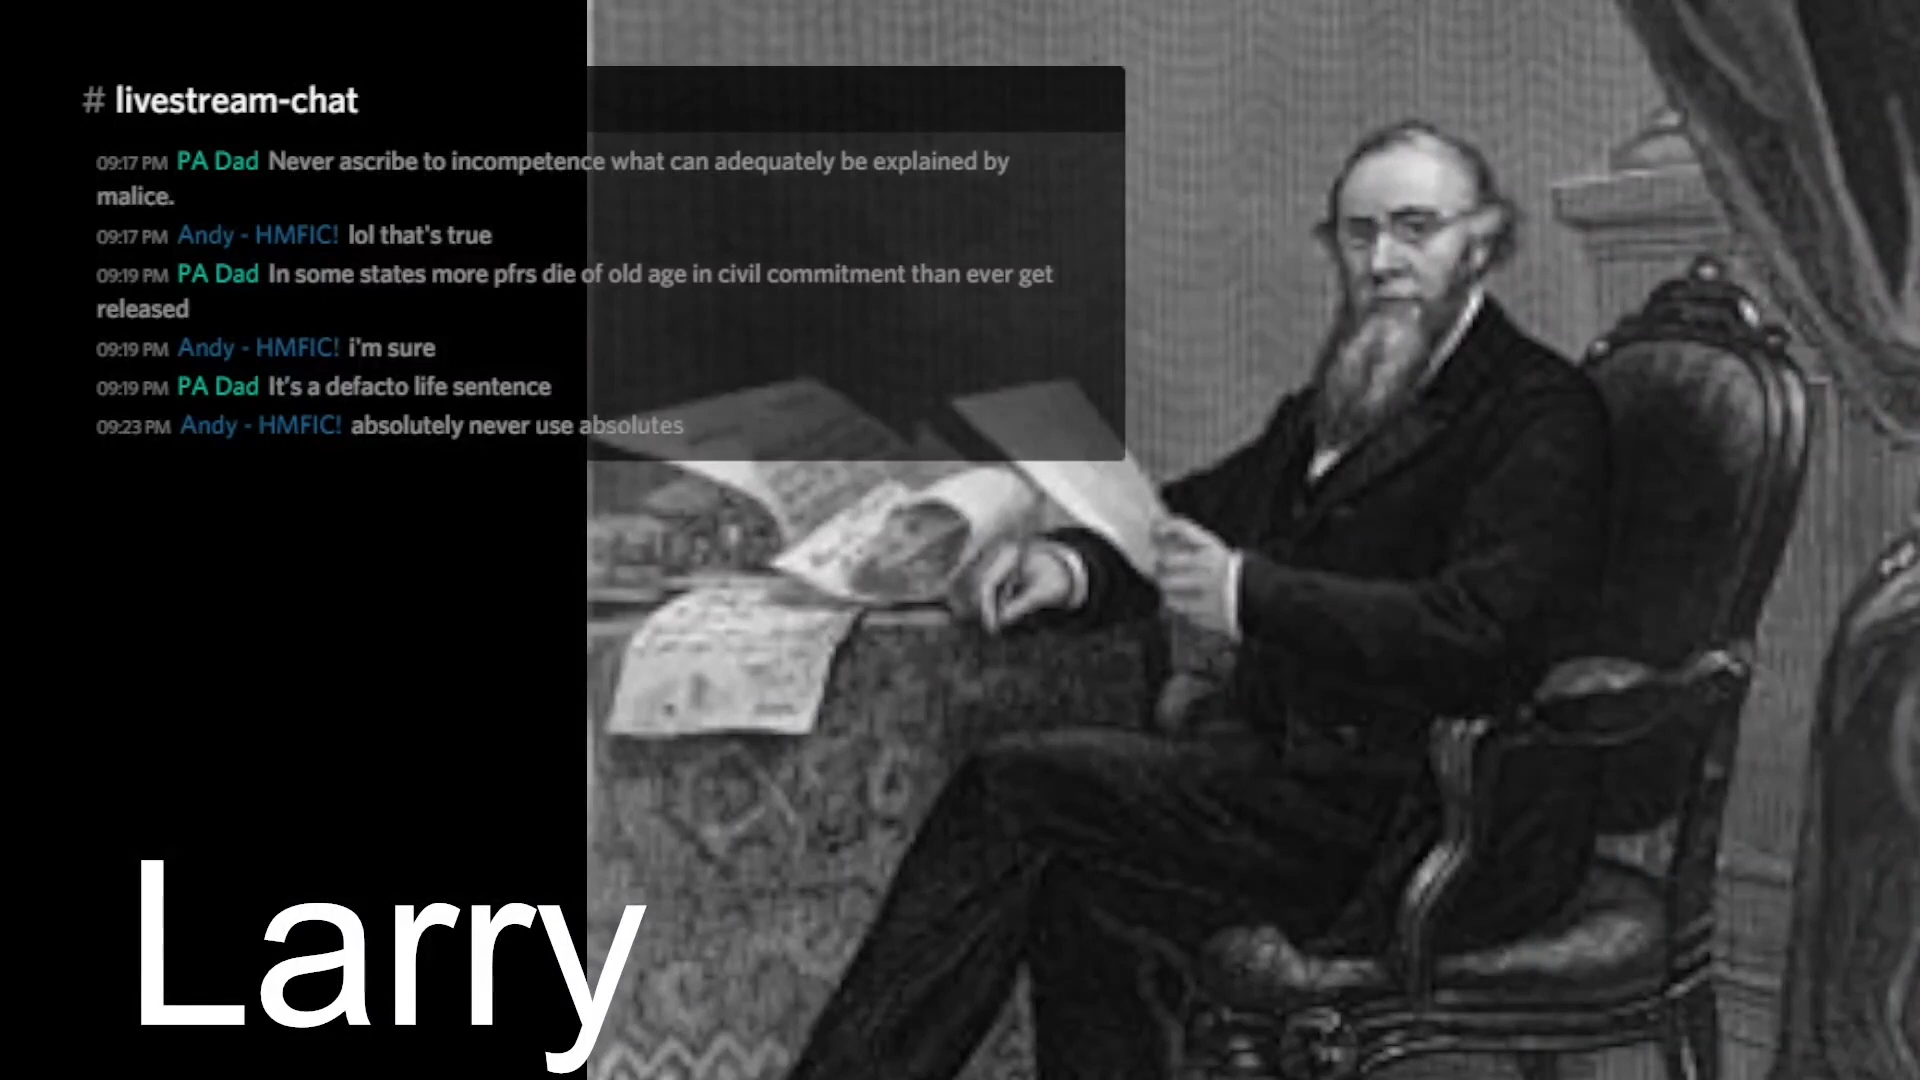 # livestream-chat
09:17 PM PA Dad Never ascribe to incompetence what can adequately be explained by
malice.
09:17 PM Andy - HMFIC! lol that's true
09:19 PM PA Dad In some states more pfrs die of old age in civil commitment than ever get
released
09:19 PM Andy - HMFIC! i'm sure
09:19 PM PA Dad It's a defacto life sentence
09:23 PM Andy - HMFIC! absolutely never use absolutes
Larry